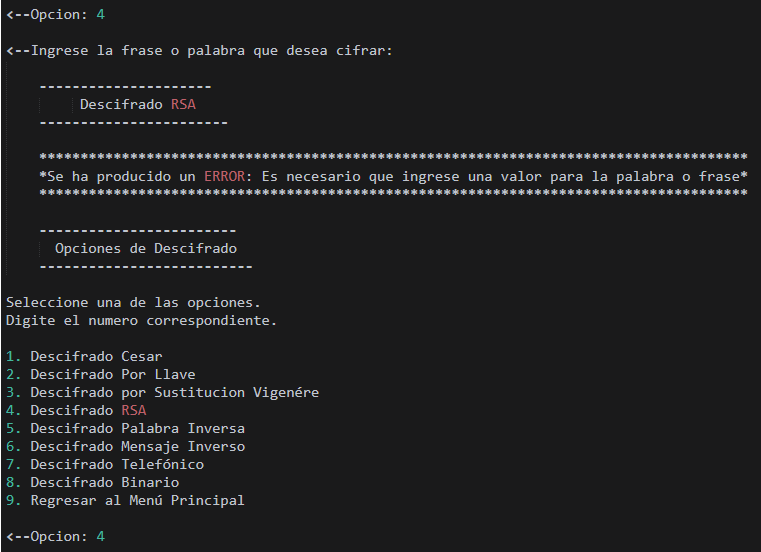 <--Opcion: 4
<--Ingrese la frase o palabra que desea cifrar:
---------------------
Descifrado RSA
-----------------------
**************************************************************************************
*Se ha producido un ERROR: Es necesario que ingrese una valor para la palabra o frase*
**************************************************************************************
------------------------
Opciones de Descifrado
--------------------------
Seleccione una de las opciones.
Digite el numero correspondiente.
1. Descifrado Cesar
2. Descifrado Por Llave
3. Descifrado por Sustitucion Vigenére
4. Descifrado RSA
5. Descifrado Palabra Inversa
6. Descifrado Mensaje Inverso
7. Descifrado Telefónico
8. Descifrado Binario
9. Regresar al Menú Principal
<--Opcion: 4